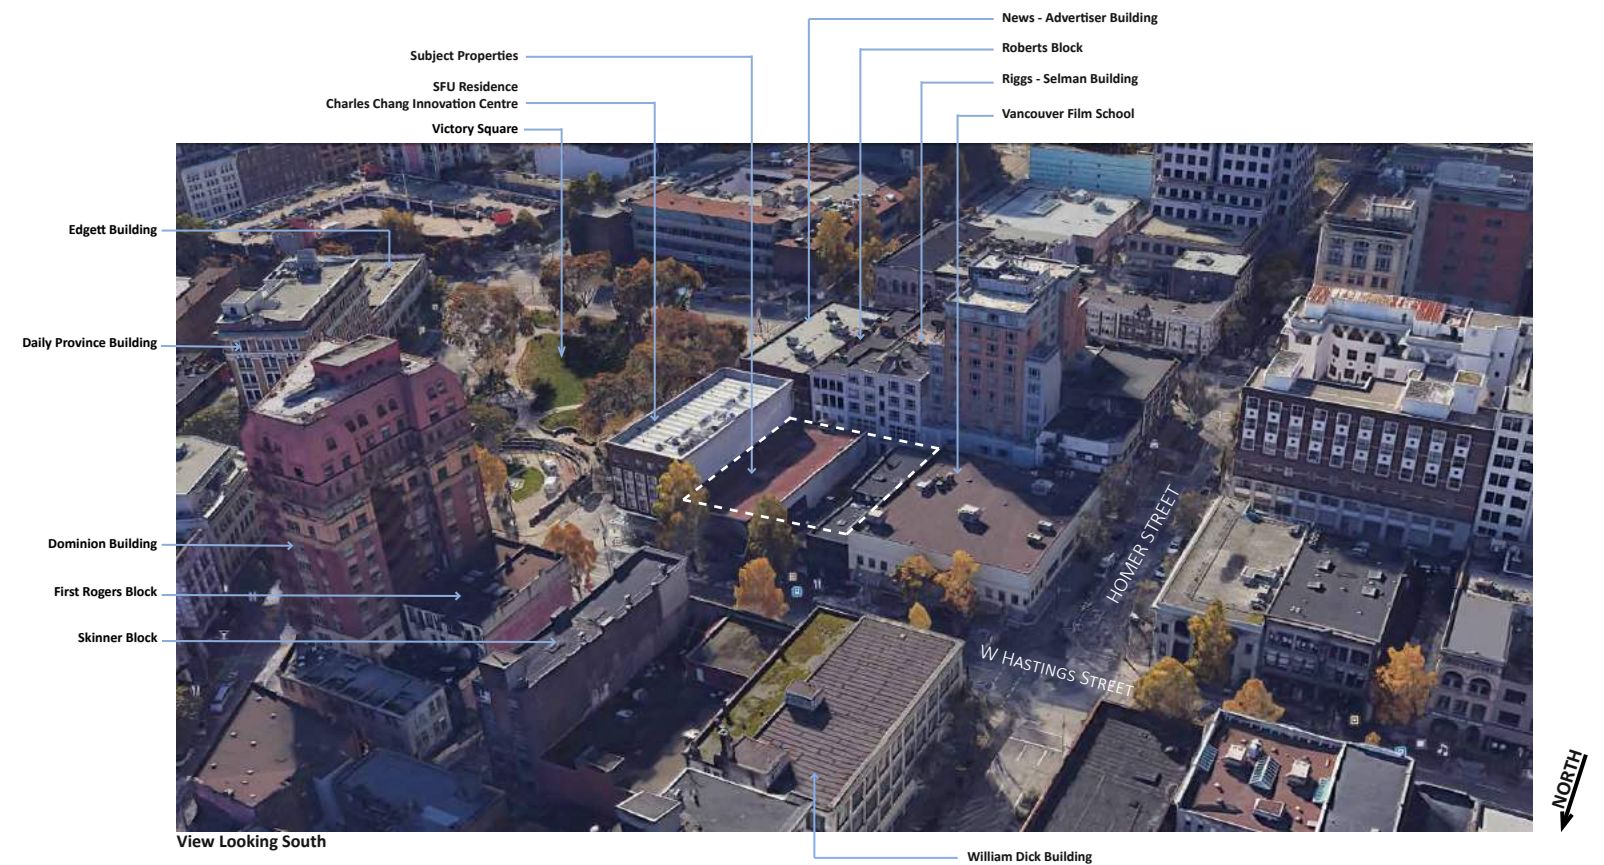 News - Advertiser Building
Roberts Block
Subject Properties
Riggs - Selman Building
SFU Residence
Charles Chang Innovation Centre
Vancouver Film School
Victory Square
Edgett Building
Daily Province Building
Dominion Building
First Rogers Block
Skinner Block
HOMER STREET
W HASTINGS STREET
NORTH
View Looking South
William Dick Building